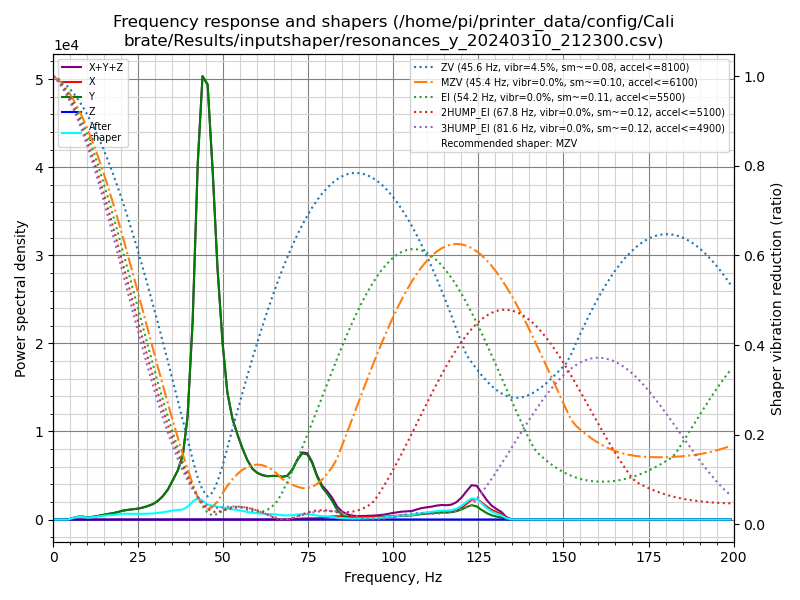 Frequency response and shapers (/home/pi/printer_data/config/Cali
brate/Results/inputshaper/resonances_y_20240310_212300.csv)
1e4
X+Y+Z
X
Y
Z
After
shaper
ZV (45.6 Hz, vibr=4.5%, sm~=0.08, accel<=8100)
MZV (45.4 Hz, vibr=0.0%, sm~=0.10, accel<=6100)
EI (54.2 Hz, vibr=0.0%, sm~=0.11, accel<=5500)
2HUMP_EI (67.8 Hz, vibr=0.0%, sm~=0.12, accel<=5100)
3HUMP_EI (81.6 Hz, vibr=0.0%, sm~=0.12, accel<=4900)
Recommended shaper: MZV
Power spectral density
5
4
3
2
1
0
1.0
0.8
0.6
0.4
0.2
0.0
Shaper vibration reduction (ratio)
0
25
50
75
100
125
150
175
200
Frequency, Hz